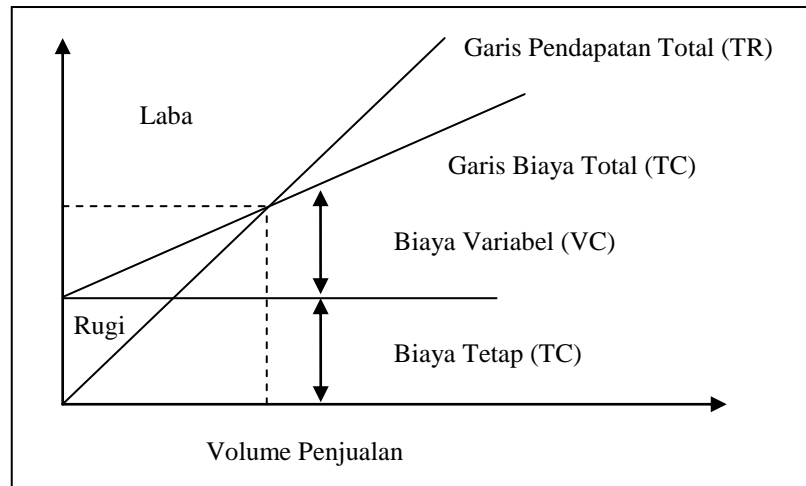 Garis Pendapatan Total (TR)
Laba
Garis Biaya Total (TC)
Biaya Variabel (VC)
Rugi
Biaya Tetap (TC)
Volume Penjualan